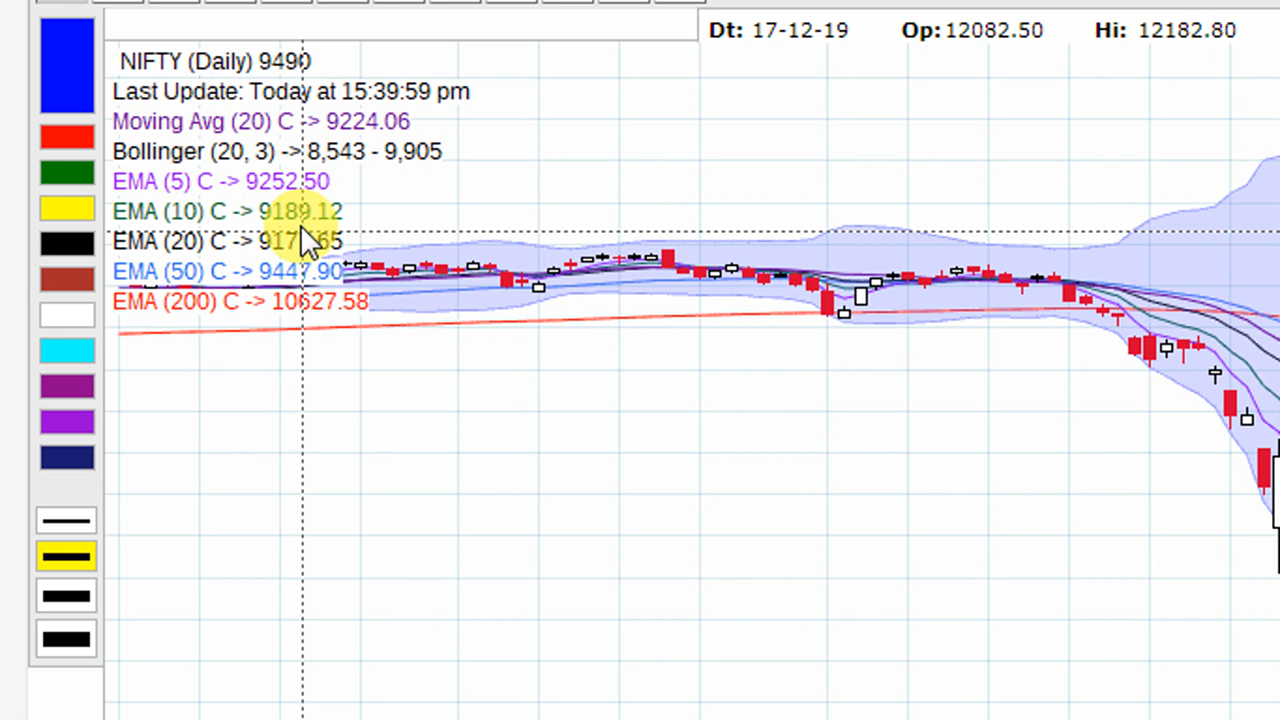 Dt: 17-12-19 Op: 12082.50 Hi: 12182.80
NIFTY (Daily) 9490
Last Update: Today at 15:39:59 pm
Moving Avg (20) C -> 9224.06
Bollinger (20, 3) -> 8,543 - 9,905
EMA (5) C -> 9252.50
EMA (10) C -> 9189.12
EMA (20) C ->
EMA (50) C -> 9447.90
EMA (200) C -> 10627.58